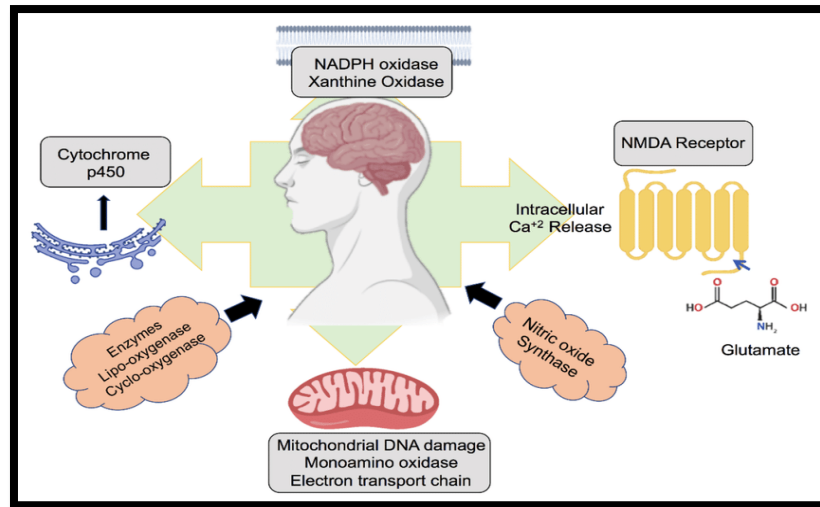 NADPH oxidase
Xanthine Oxidase
Cytochrome
p450
NMDA Receptor
Intracellular
Ca⁺² Release
Enzymes
Lipo-oxygenase
Cyclo-oxygenase
Nitric oxide
Synthase
O O
HO OH
NH₂
Glutamate
Mitochondrial DNA damage
Monoamino oxidase
Electron transport chain